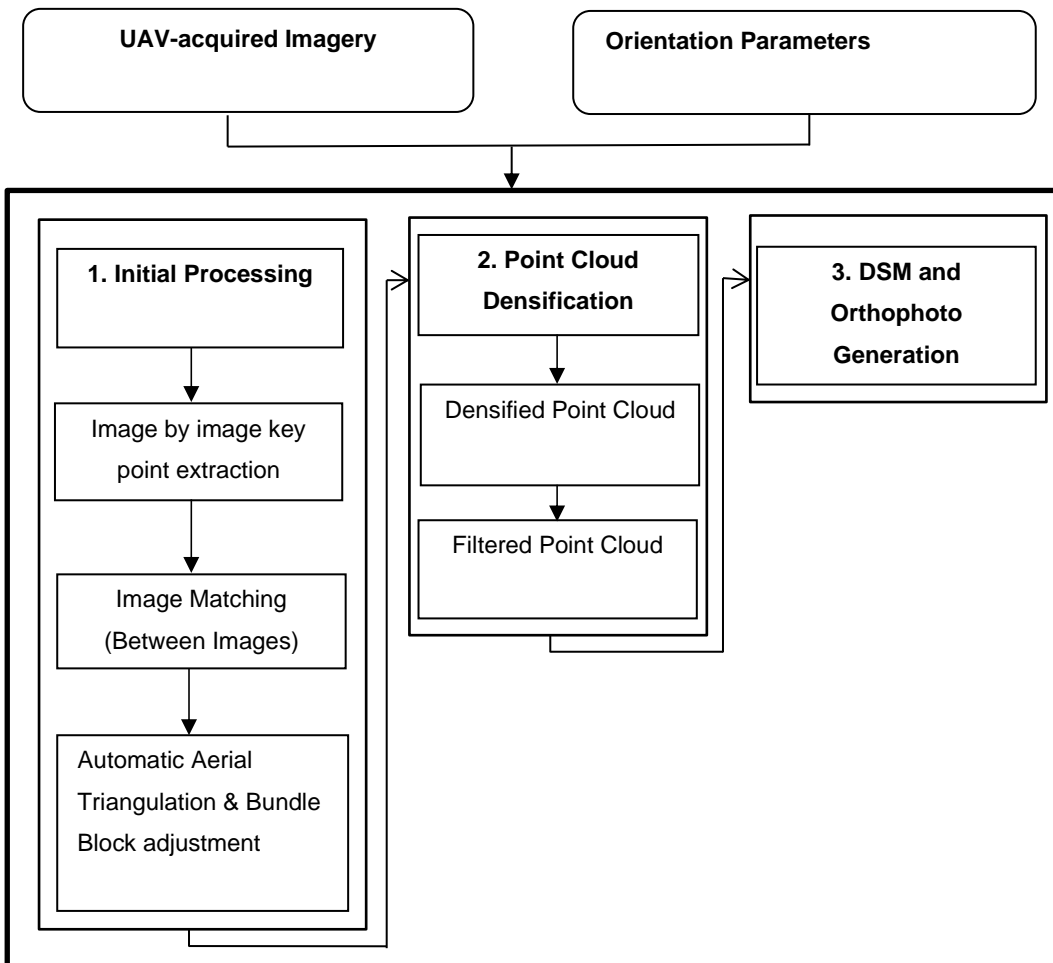 UAV-acquired Imagery
Orientation Parameters
1. Initial Processing
Image by image key
point extraction
Image Matching
(Between Images)
Automatic Aerial
Triangulation & Bundle
Block adjustment
2. Point Cloud
Densification
Densified Point Cloud
Filtered Point Cloud
3. DSM and
Orthophoto
Generation